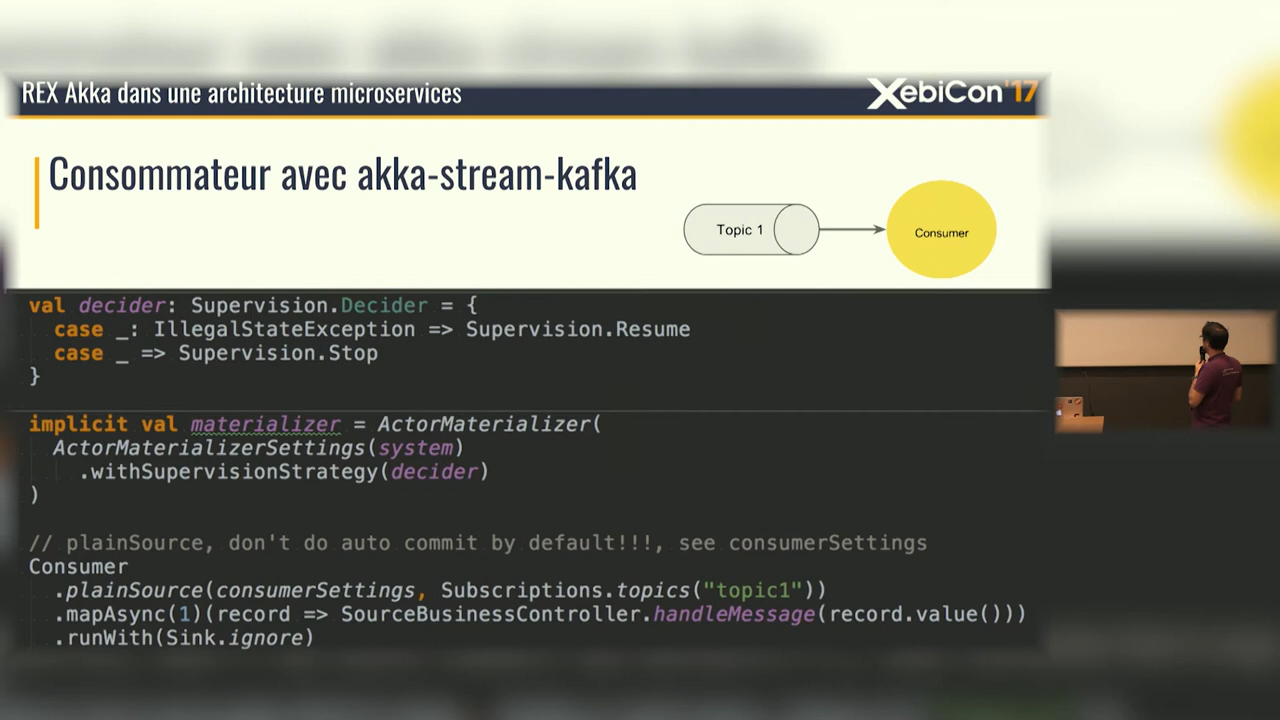 REX Akka dans une architecture microservices
XebiCon'17
Consommateur avec akka-stream-kafka
Topic 1
Consumer
val decider: Supervision.Decider = {
  case _: IllegalStateException => Supervision.Resume
  case _ => Supervision.Stop
}
implicit val materializer = ActorMaterializer(
  ActorMaterializerSettings(system)
    .withSupervisionStrategy(decider)
)
// plainSource, don't do auto commit by default!!!, see consumerSettings
Consumer
  .plainSource(consumerSettings, Subscriptions.topics("topic1"))
  .mapAsync(1)(record => SourceBusinessController.handleMessage(record.value()))
  .runWith(Sink.ignore)